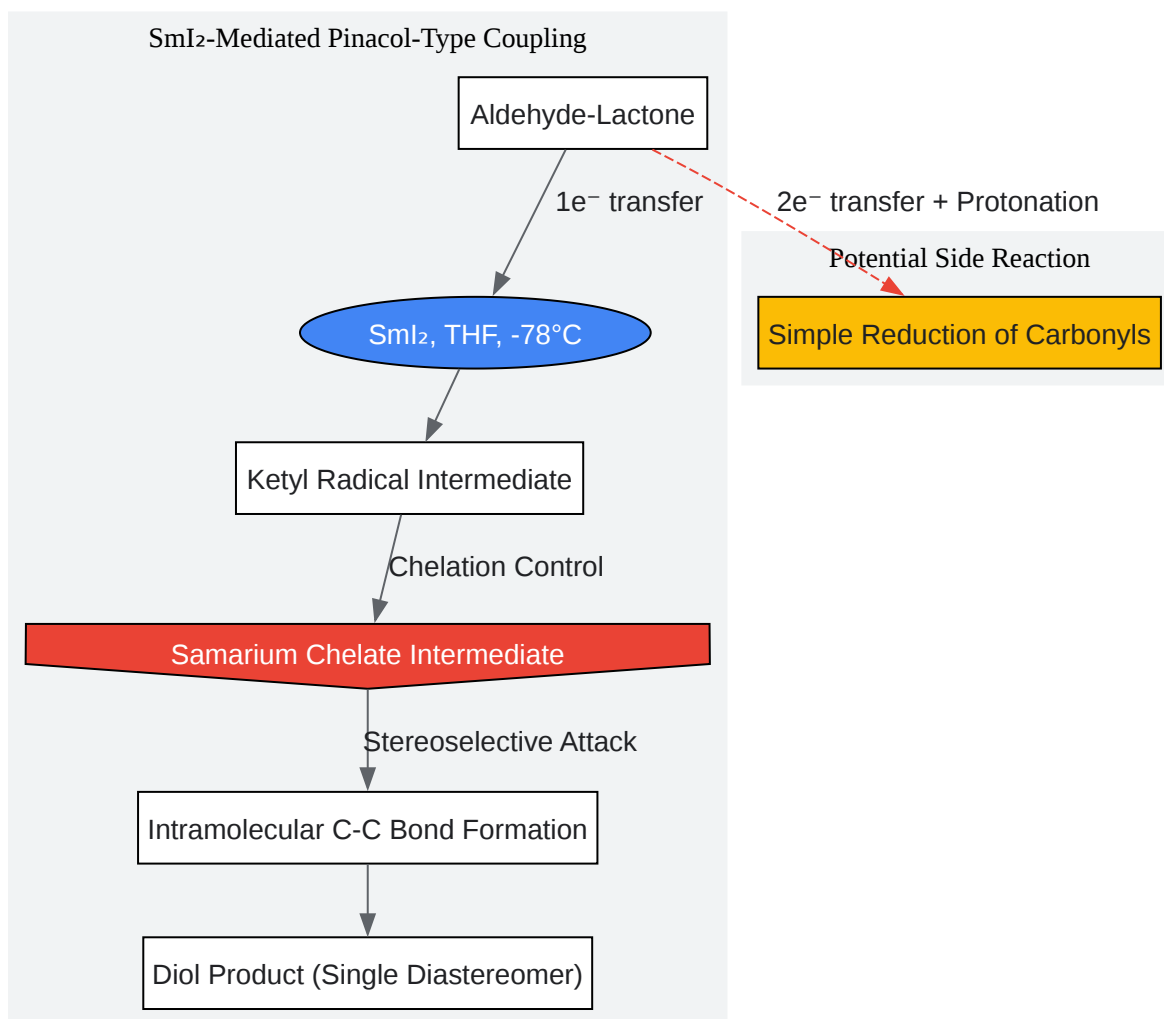 SmI₂-Mediated Pinacol-Type Coupling
Aldehyde-Lactone
1e⁻ transfer
2e⁻ transfer + Protonation
Potential Side Reaction
SmI₂, THF, -78°C
Simple Reduction of Carbonyls
Ketyl Radical Intermediate
Chelation Control
Samarium Chelate Intermediate
Stereoselective Attack
Intramolecular C-C Bond Formation
Diol Product (Single Diastereomer)